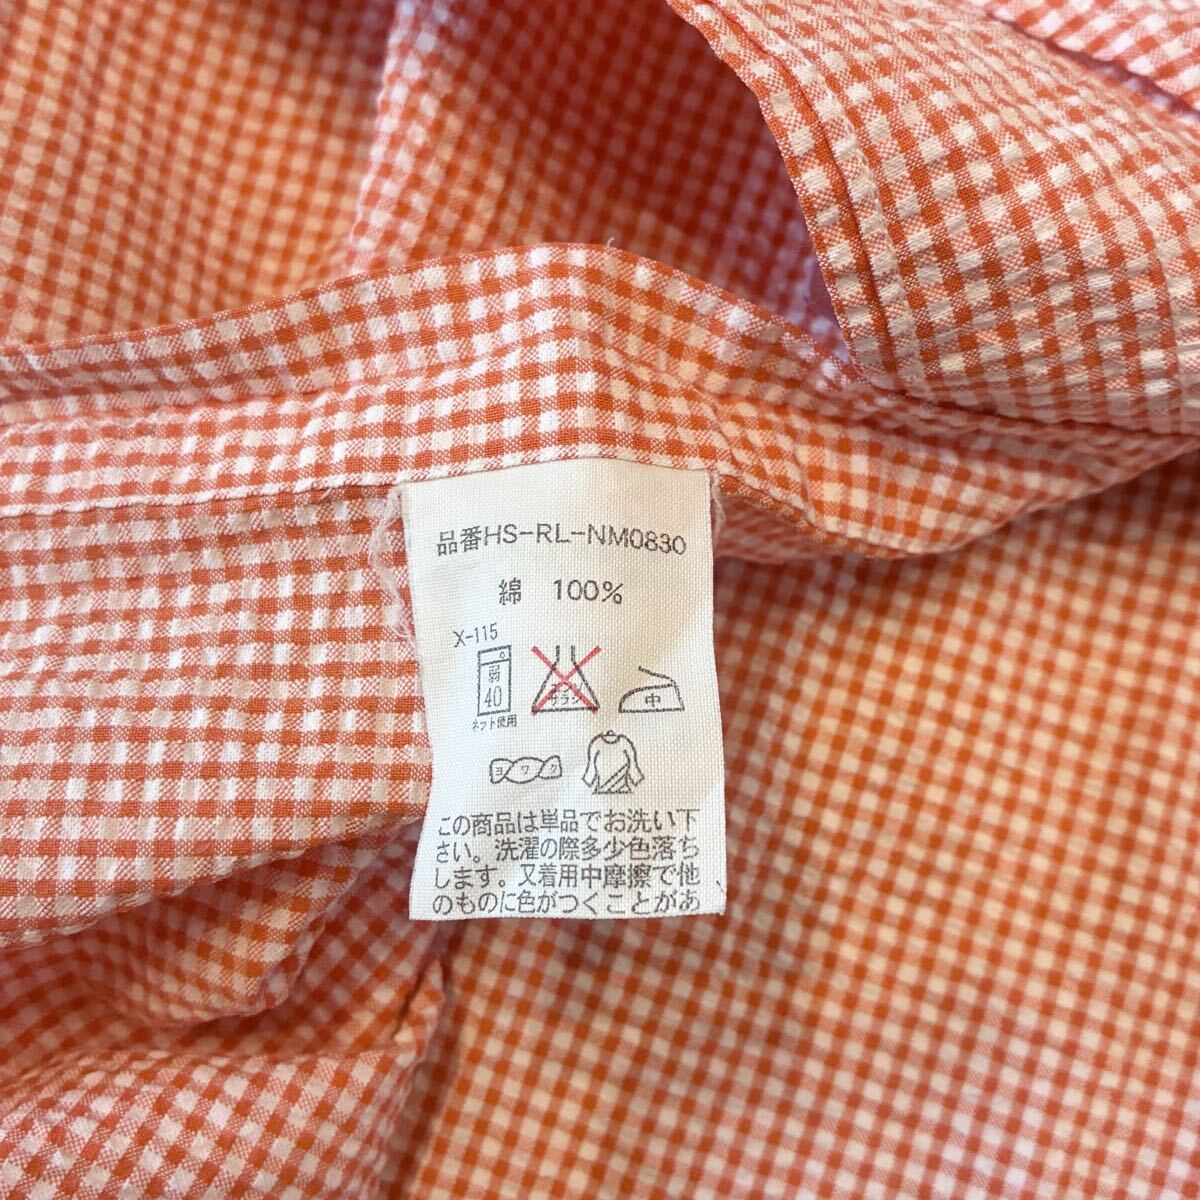 品番HS-RL-NM0830
綿 100%
X-115
弱
40
ネット使用
エンソ
サラシ
中
ヨワク
この商品は単品でお洗い下
さい。洗濯の際多少色落ち
します。又着用中摩擦で他
のものに色がつくことがあ